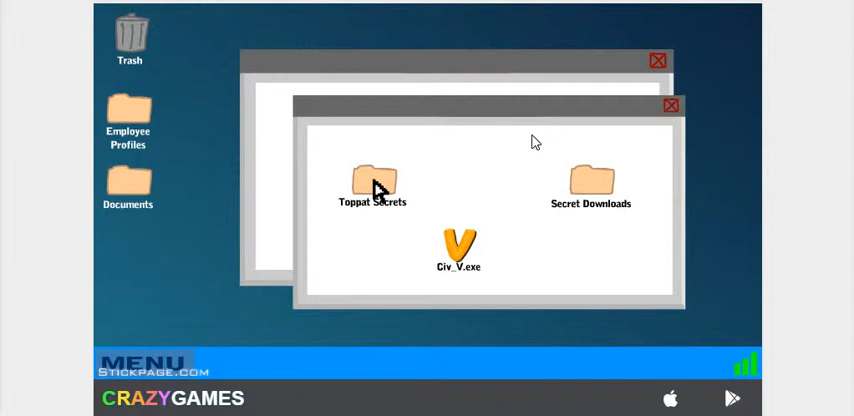 Trash
Employee
Profiles
Documents
Toppat Secrets
Secret Downloads
V
Civ_V.exe
MENU
STICKPAGE.COM
CRAZYGAMES